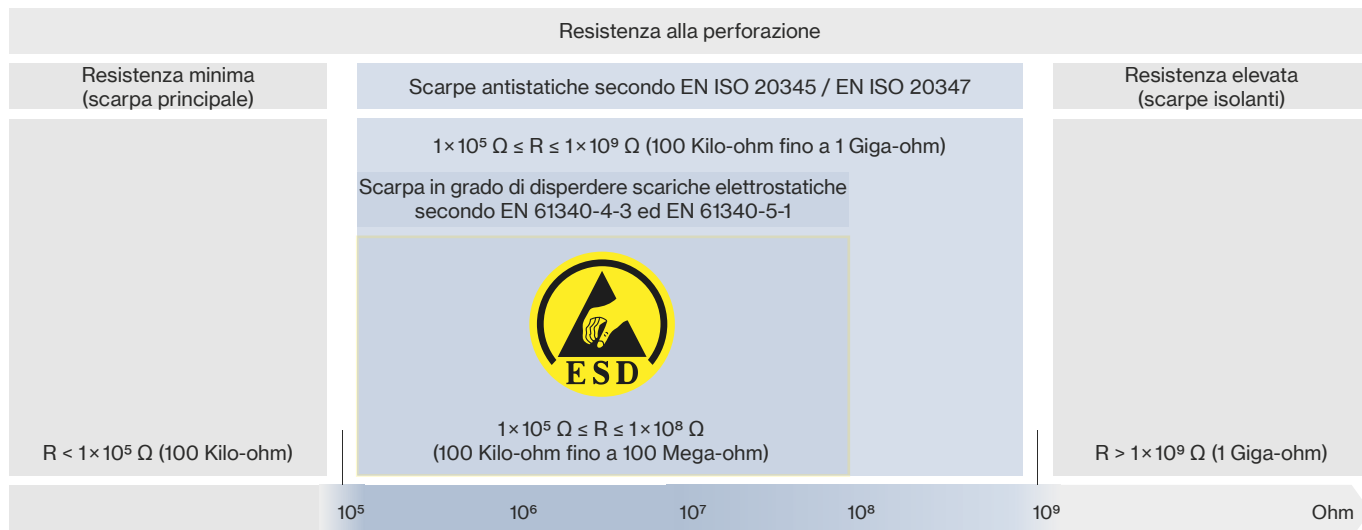 Resistenza alla perforazione
Resistenza minima
(scarpa principale)
Scarpe antistatiche secondo EN ISO 20345 / EN ISO 20347
Resistenza elevata
(scarpe isolanti)
1×10⁵ Ω ≤ R ≤ 1×10⁹ Ω (100 Kilo-ohm fino a 1 Giga-ohm)
Scarpa in grado di disperdere scariche elettrostatiche
secondo EN 61340-4-3 ed EN 61340-5-1
ESD
1×10⁵ Ω ≤ R ≤ 1×10⁸ Ω
(100 Kilo-ohm fino a 100 Mega-ohm)
R < 1×10⁵ Ω (100 Kilo-ohm)
R > 1×10⁹ Ω (1 Giga-ohm)
10⁵ 10⁶ 10⁷ 10⁸ 10⁹ Ohm